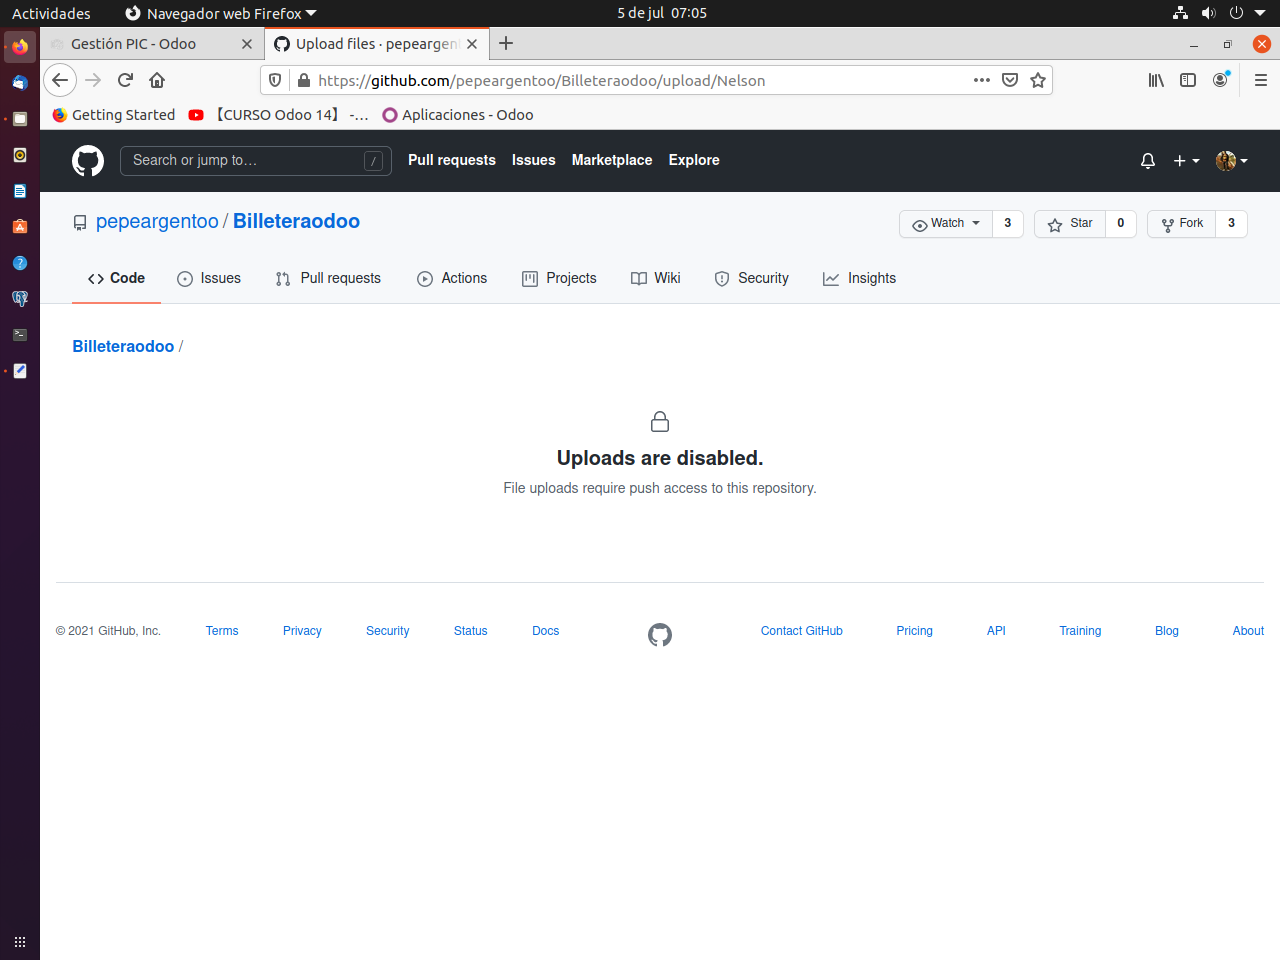 Actividades
Navegador web Firefox
5 de jul 07:05
Gestión PIC - Odoo
Upload files · pepeargent
https://github.com/pepeargentoo/Billeteraodoo/upload/Nelson
Getting Started
【CURSO Odoo 14】 -...
Aplicaciones - Odoo
Search or jump to...
/
Pull requests
Issues
Marketplace
Explore
pepeargentoo / Billeteraodoo
Watch
3
Star
0
Fork
3
Code
Issues
Pull requests
Actions
Projects
Wiki
Security
Insights
Billeteraodoo /
Uploads are disabled.
File uploads require push access to this repository.
© 2021 GitHub, Inc.
Terms
Privacy
Security
Status
Docs
Contact GitHub
Pricing
API
Training
Blog
About